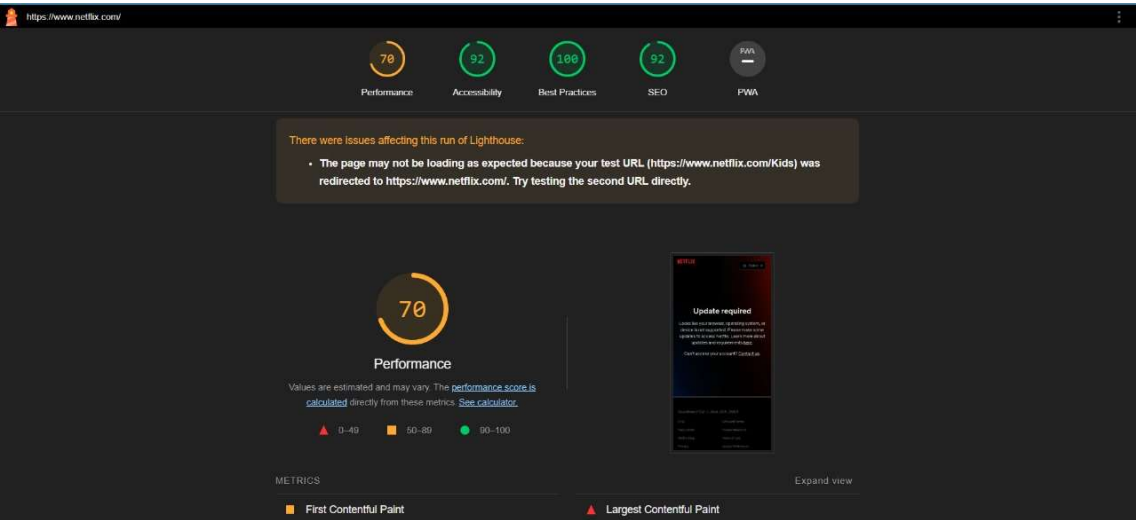 https://www.netflix.com/
70
92
100
92
PWA
Performance
Accessibility
Best Practices
SEO
PWA
There were issues affecting this run of Lighthouse:
• The page may not be loading as expected because your test URL (https://www.netflix.com/Kids) was
redirected to https://www.netflix.com/. Try testing the second URL directly.
70
Performance
Values are estimated and may vary. The performance score is
calculated directly from these metrics. See calculator.
0–49
50–89
90–100
NETFLIX
Update required
METRICS
Expand view
First Contentful Paint
Largest Contentful Paint